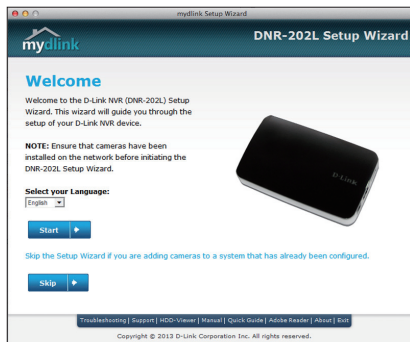 mydlink Setup Wizard
mydlink
DNR-202L Setup Wizard
Welcome
Welcome to the D-Link NVR (DNR-202L) Setup
Wizard. This wizard will guide you through the
setup of your D-Link NVR device.
NOTE: Ensure that cameras have been
installed on the network before initiating the
DNR-202L Setup Wizard.
Select your Language:
English
Start
D-Link
Skip the Setup Wizard if you are adding cameras to a system that has already been configured.
Skip
Troubleshooting | Support | HDD-Viewer | Manual | Quick Guide | Adobe Reader | About | Exit
Copyright © 2013 D-Link Corporation Inc. All rights reserved.